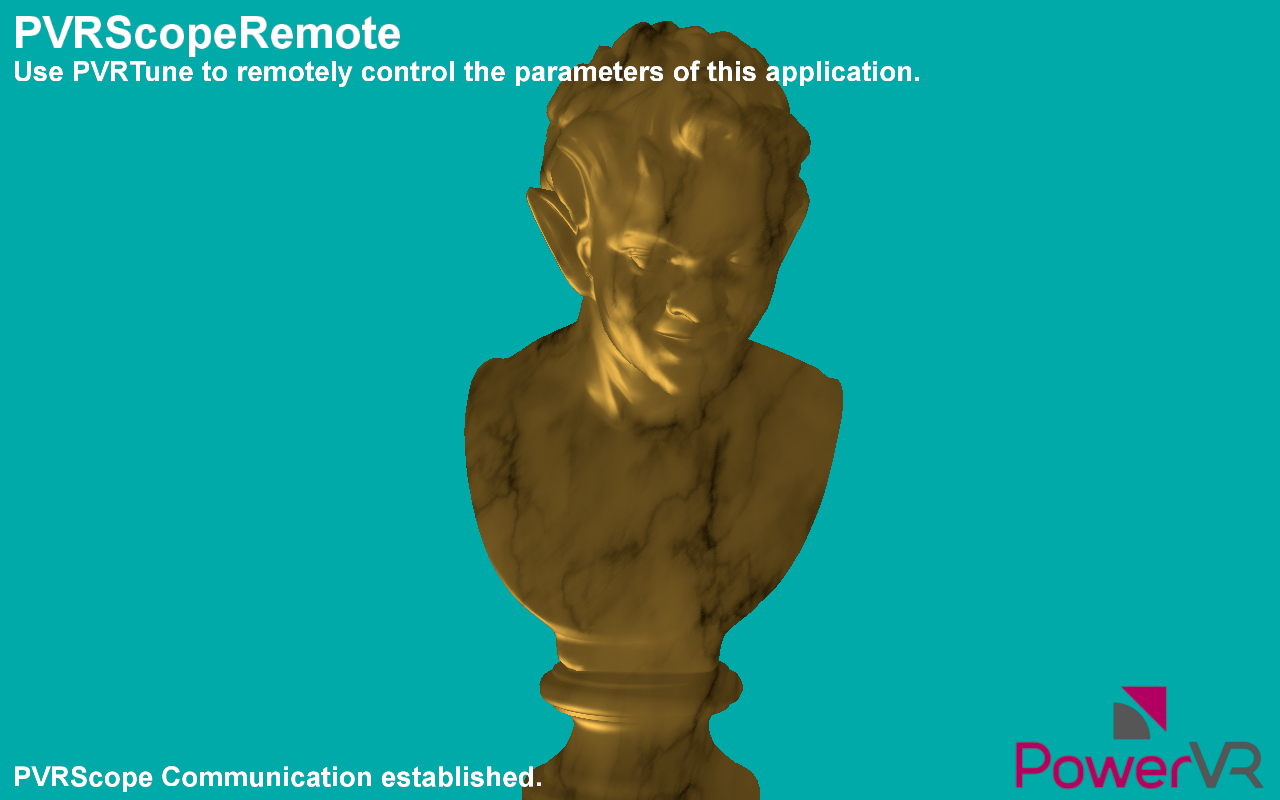 PVRScopeRemote
Use PVRTune to remotely control the parameters of this application.
PVRScope Communication established.
PowerVR